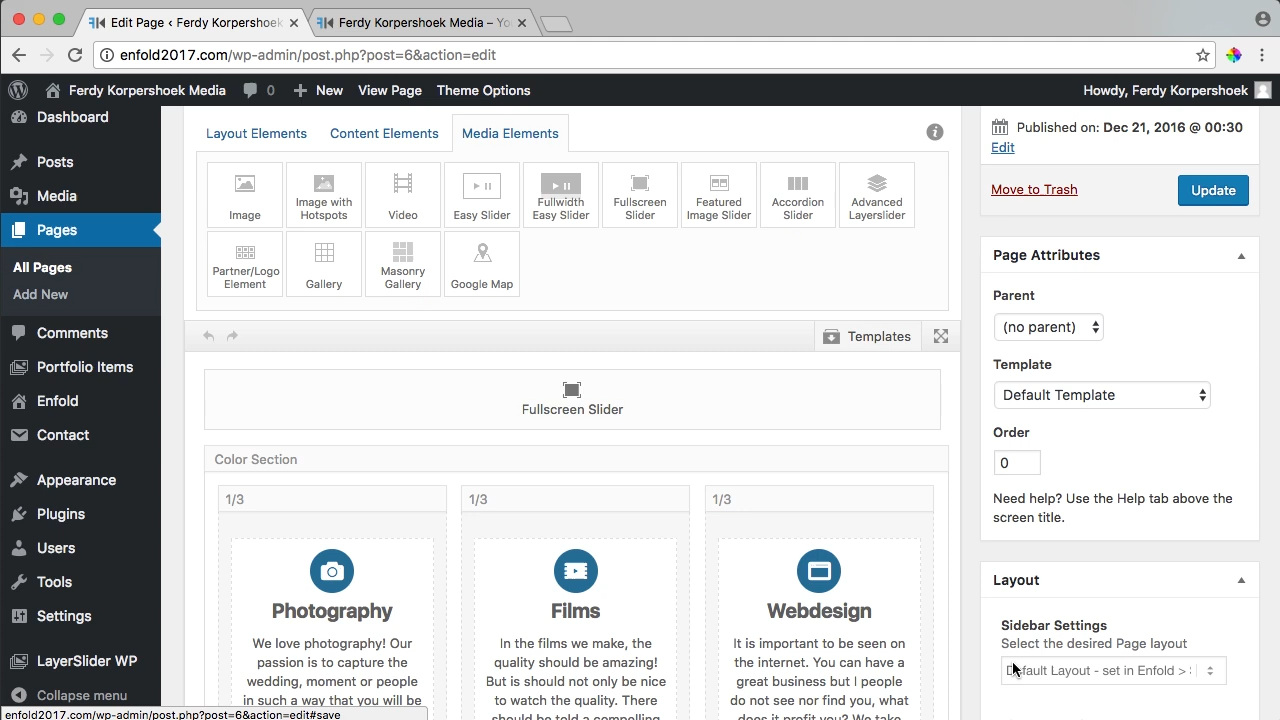 Edit Page ‹ Ferdy Korpershoek
Ferdy Korpershoek Media – Yo
enfold2017.com/wp-admin/post.php?post=6&action=edit
Ferdy Korpershoek Media
0
New
View Page
Theme Options
Howdy, Ferdy Korpershoek
Dashboard
Posts
Media
Pages
All Pages
Add New
Comments
Portfolio Items
Enfold
Contact
Appearance
Plugins
Users
Tools
Settings
LayerSlider WP
Collapse menu
enfold2017.com/wp-admin/post.php?post=6&action=edit#save
Layout Elements
Content Elements
Media Elements
Image
Image with
Hotspots
Video
Easy Slider
Fullwidth
Easy Slider
Fullscreen
Slider
Featured
Image Slider
Accordion
Slider
Advanced
Layerslider
Partner/Logo
Element
Gallery
Masonry
Gallery
Google Map
Templates
Fullscreen Slider
Color Section
1/3
Photography
We love photography! Our
passion is to capture the
wedding, moment or people
in such a way that you will be
1/3
Films
In the films we make, the
quality should be amazing!
But is should not only be nice
to watch the quality. There
should be told a compelling
1/3
Webdesign
It is important to be seen on
the internet. You can have a
great business but I people
do not see nor find you, what
does it profit you? We take
Published on: Dec 21, 2016 @ 00:30
Edit
Move to Trash
Update
Page Attributes
Parent
(no parent)
Template
Default Template
Order
0
Need help? Use the Help tab above the
screen title.
Layout
Sidebar Settings
Select the desired Page layout
Default Layout - set in Enfold >